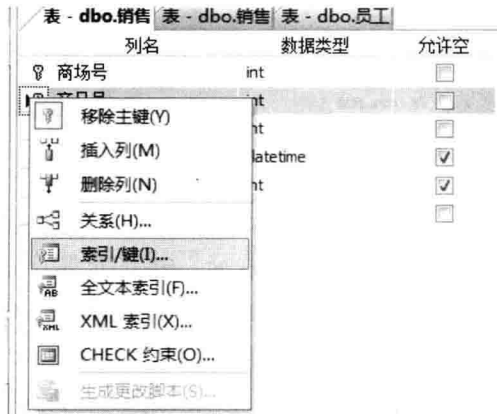 表 - dbo.销售 表 - dbo.销售 表 - dbo.员工
列名 数据类型 允许空
商场号 int
商品号 int
移除主键(Y) int
插入列(M) datetime
删除列(N) int
关系(H)...
索引/键(I)...
全文本索引(F)...
XML 索引(X)...
CHECK 约束(O)...
生成更改脚本(S)...